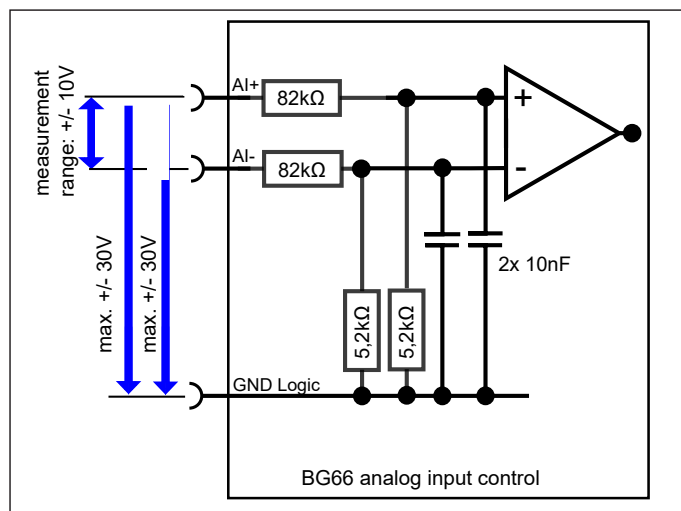 measurement
range: +/- 10V
max. +/- 30V
max. +/- 30V
AI+
82kΩ
AI-
82kΩ
+
-
2x 10nF
5,2kΩ
5,2kΩ
GND Logic
BG66 analog input control